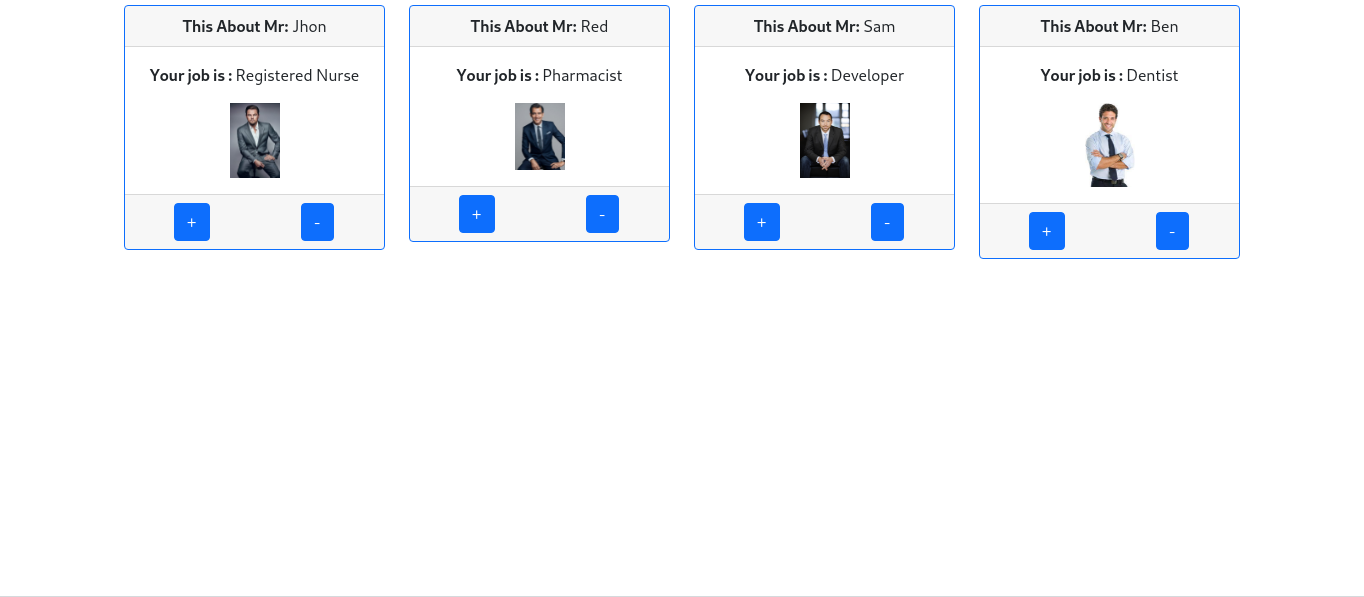 This About Mr: Jhon
Your job is : Registered Nurse
+ -
This About Mr: Red
Your job is : Pharmacist
+ -
This About Mr: Sam
Your job is : Developer
+ -
This About Mr: Ben
Your job is : Dentist
+ -